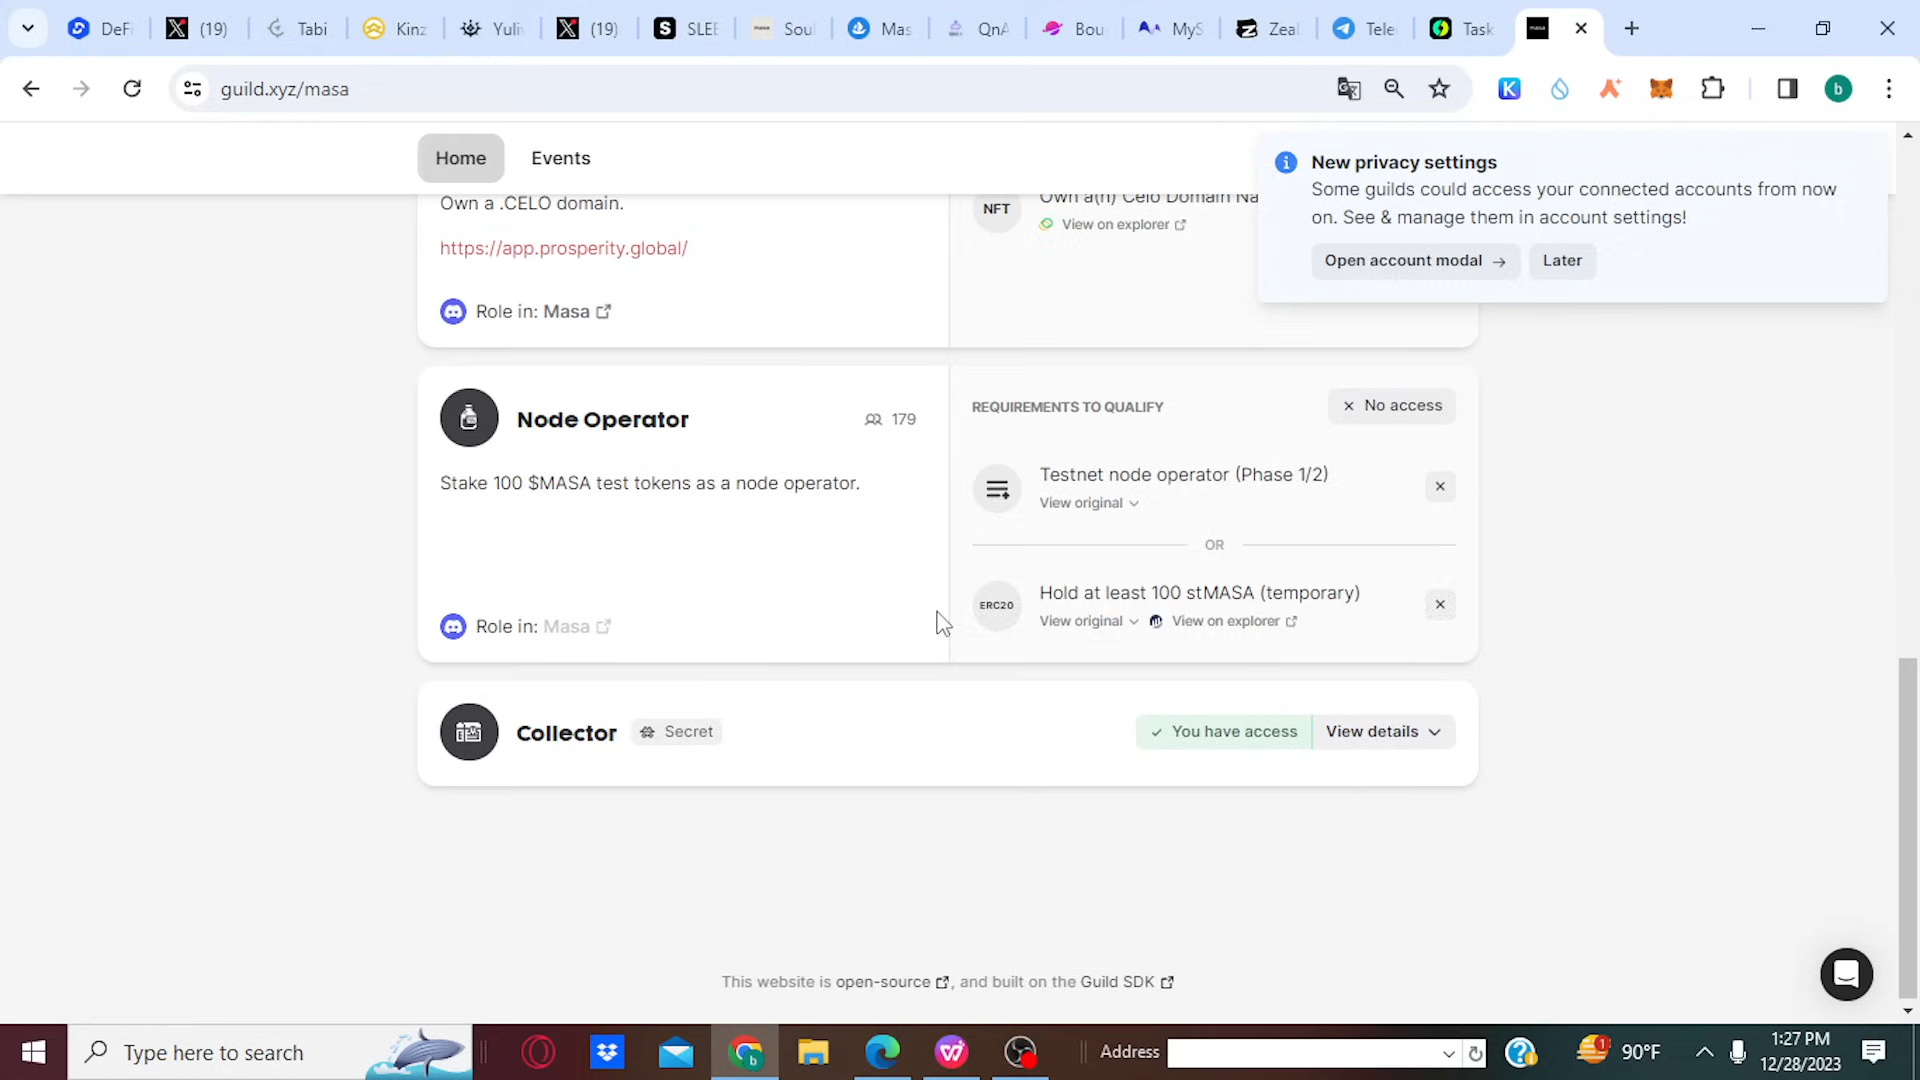 DeFi
(19)
Tabi
Kinz
Yuliv
(19)
SLEE
Soul
Mas
QnA
Bou
MyS
Zeal
Tele
Task
guild.xyz/masa
K
b
Home
Events
New privacy settings
Some guilds could access your connected accounts from now
on. See & manage them in account settings!
Open account modal →
Later
Own a .CELO domain.
https://app.prosperity.global/
Role in: Masa
NFT
Own a(n) Celo Domain Na
View on explorer
Node Operator
179
Stake 100 $MASA test tokens as a node operator.
Role in: Masa
REQUIREMENTS TO QUALIFY
× No access
Testnet node operator (Phase 1/2)
View original
OR
ERC20
Hold at least 100 stMASA (temporary)
View original
View on explorer
Collector
Secret
You have access
View details
This website is open-source, and built on the Guild SDK
Type here to search
Address
1
90°F
1:27 PM
12/28/2023